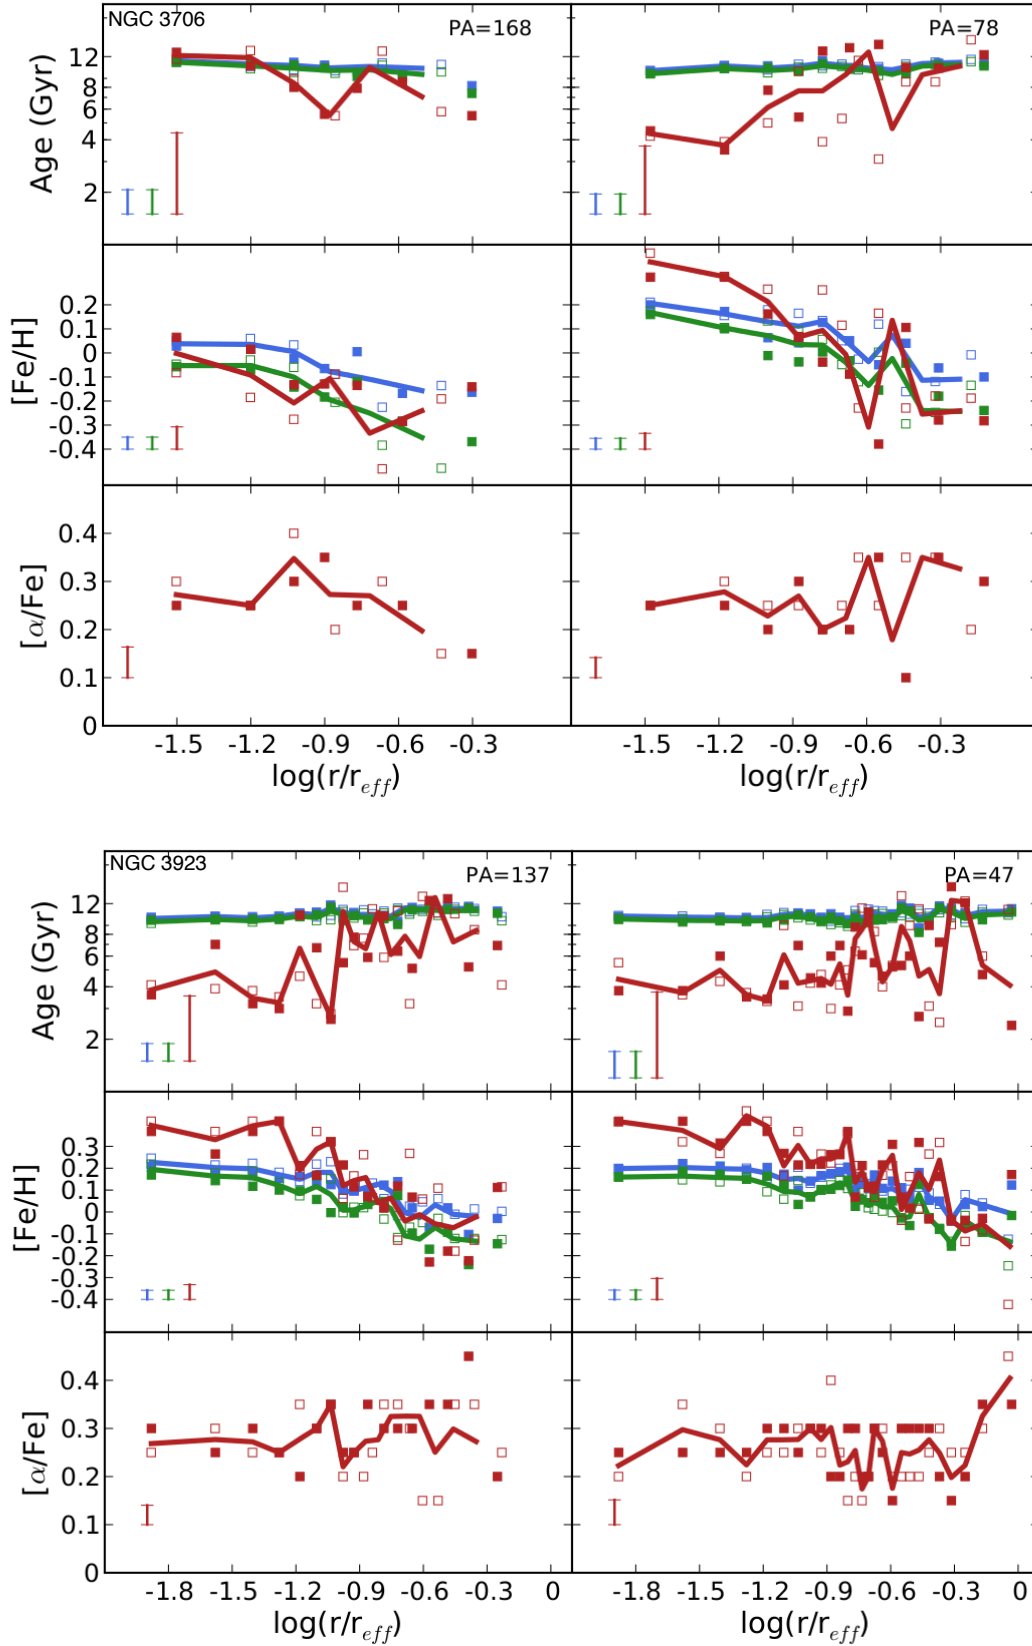 NGC 3706 PA=168 PA=78
12
8
6
4
2
Age (Gyr)
0.2
0.1
0
-0.1
-0.2
-0.3
-0.4
[Fe/H]
0.4
0.3
0.2
0.1
0
[α/Fe]
-1.5 -1.2 -0.9 -0.6 -0.3 -1.5 -1.2 -0.9 -0.6 -0.3
log(r/r_eff) log(r/r_eff)
NGC 3923 PA=137 PA=47
12
8
6
4
2
Age (Gyr)
0.3
0.2
0.1
0
-0.1
-0.2
-0.3
-0.4
[Fe/H]
0.4
0.3
0.2
0.1
0
[α/Fe]
-1.8 -1.5 -1.2 -0.9 -0.6 -0.3 0 -1.8 -1.5 -1.2 -0.9 -0.6 -0.3 0
log(r/r_eff) log(r/r_eff)